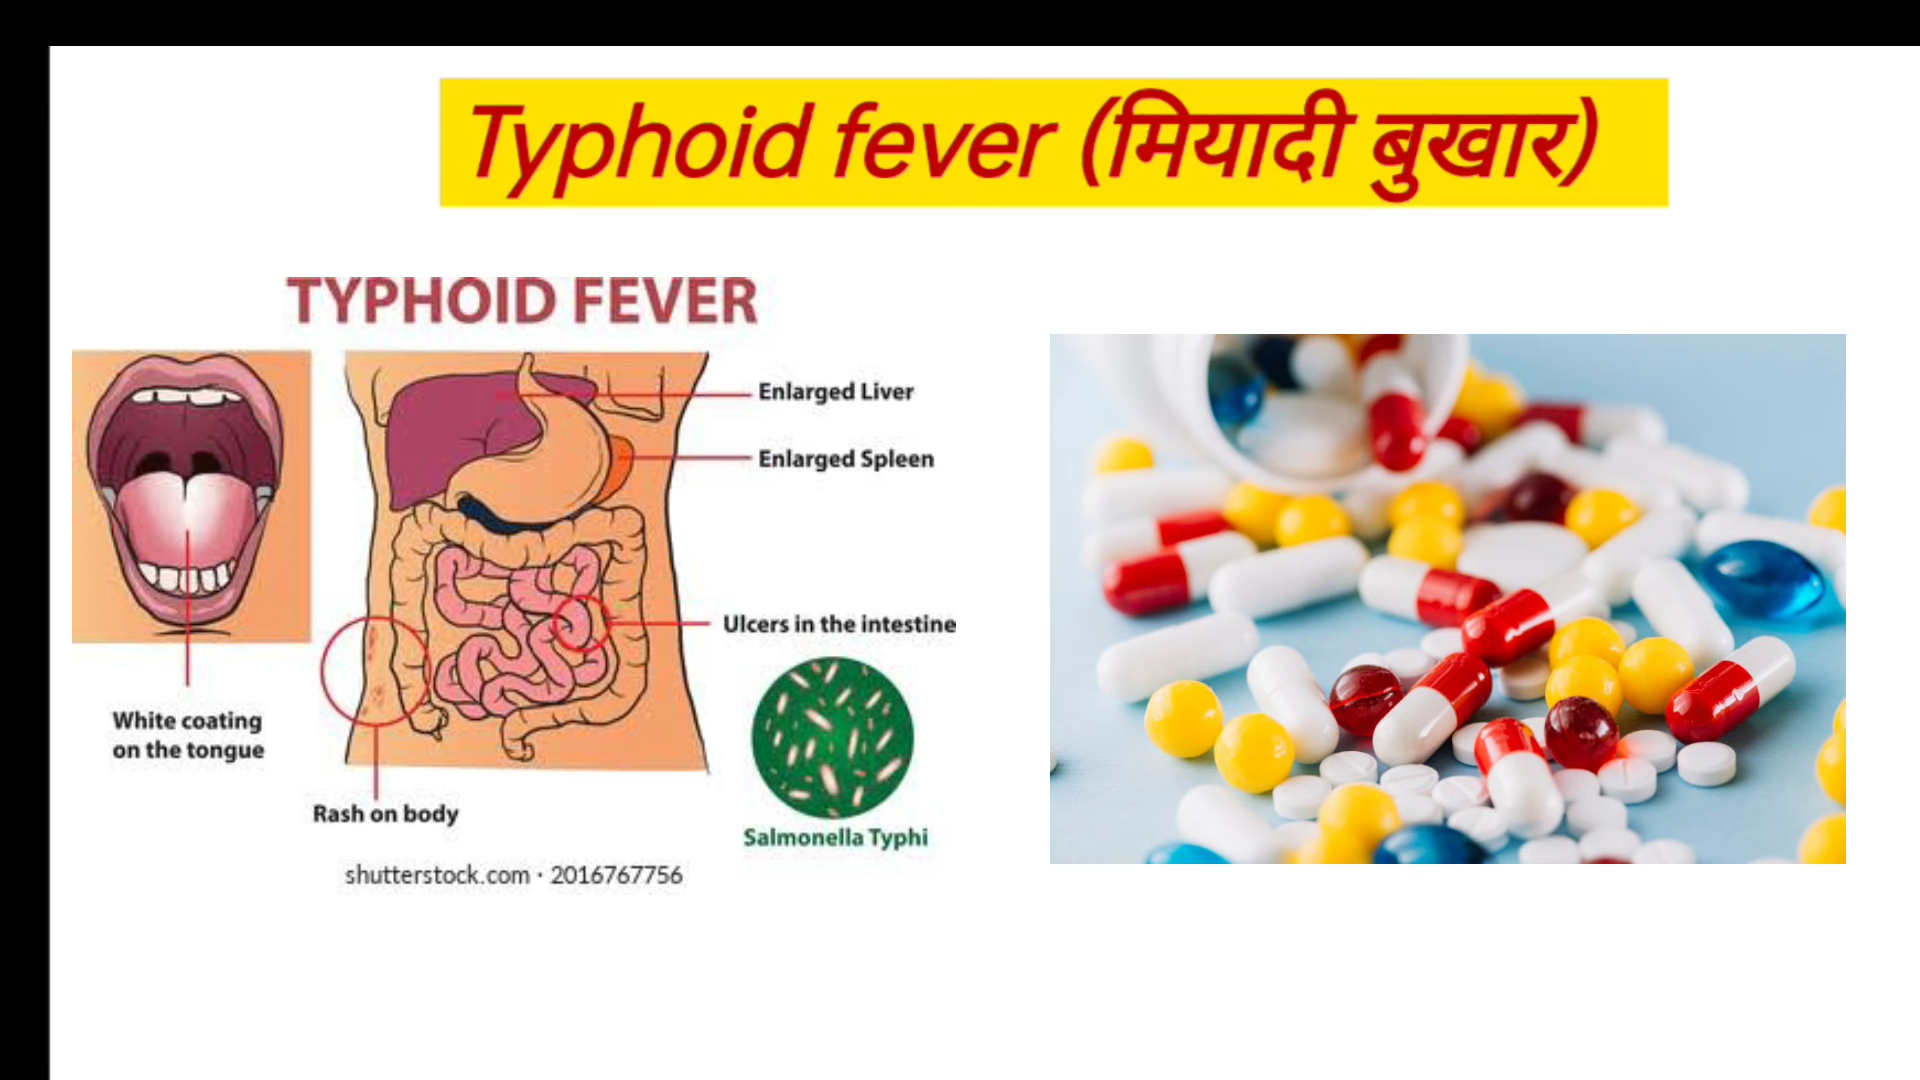 Typhoid fever (मियादी बुखार)
TYPHOID FEVER
Enlarged Liver
Enlarged Spleen
Ulcers in the intestine
White coating
on the tongue
Rash on body
Salmonella Typhi
shutterstock.com · 2016767756